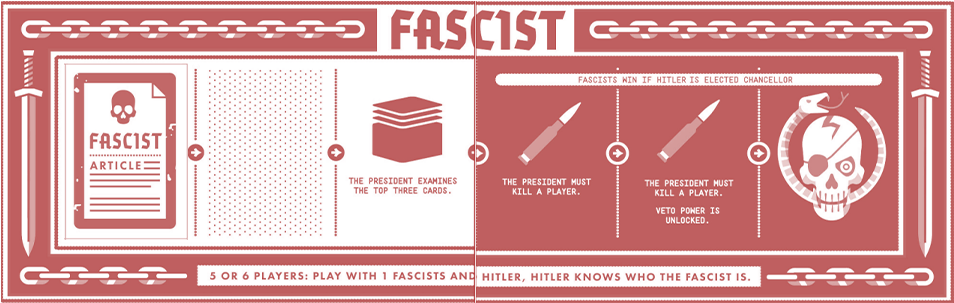 FASCIST
FASCISTS WIN IF HITLER IS ELECTED CHANCELLOR
FASCIST
ARTICLE
THE PRESIDENT EXAMINES
THE TOP THREE CARDS.
THE PRESIDENT MUST
KILL A PLAYER.
THE PRESIDENT MUST
KILL A PLAYER.
VETO POWER IS
UNLOCKED.
5 OR 6 PLAYERS: PLAY WITH 1 FASCISTS AND HITLER, HITLER KNOWS WHO THE FASCIST IS.